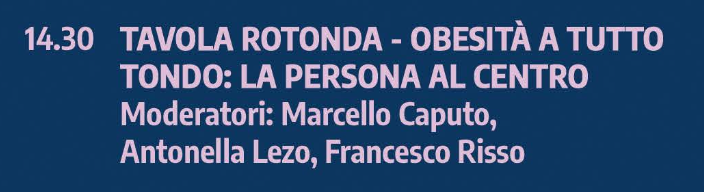 14.30 TAVOLA ROTONDA - OBESITÀ A TUTTO
TONDO: LA PERSONA AL CENTRO
Moderatori: Marcello Caputo,
Antonella Lezo, Francesco Risso